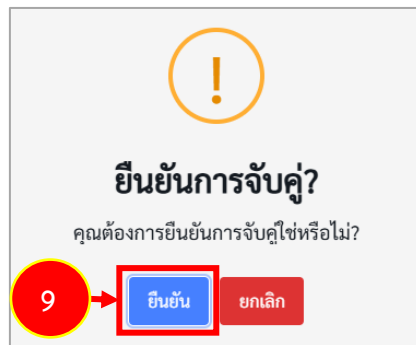 !
ยืนยันการจับคู่?
คุณต้องการยืนยันการจับคู่ใช่หรือไม่?
9
ยืนยัน ยกเลิก